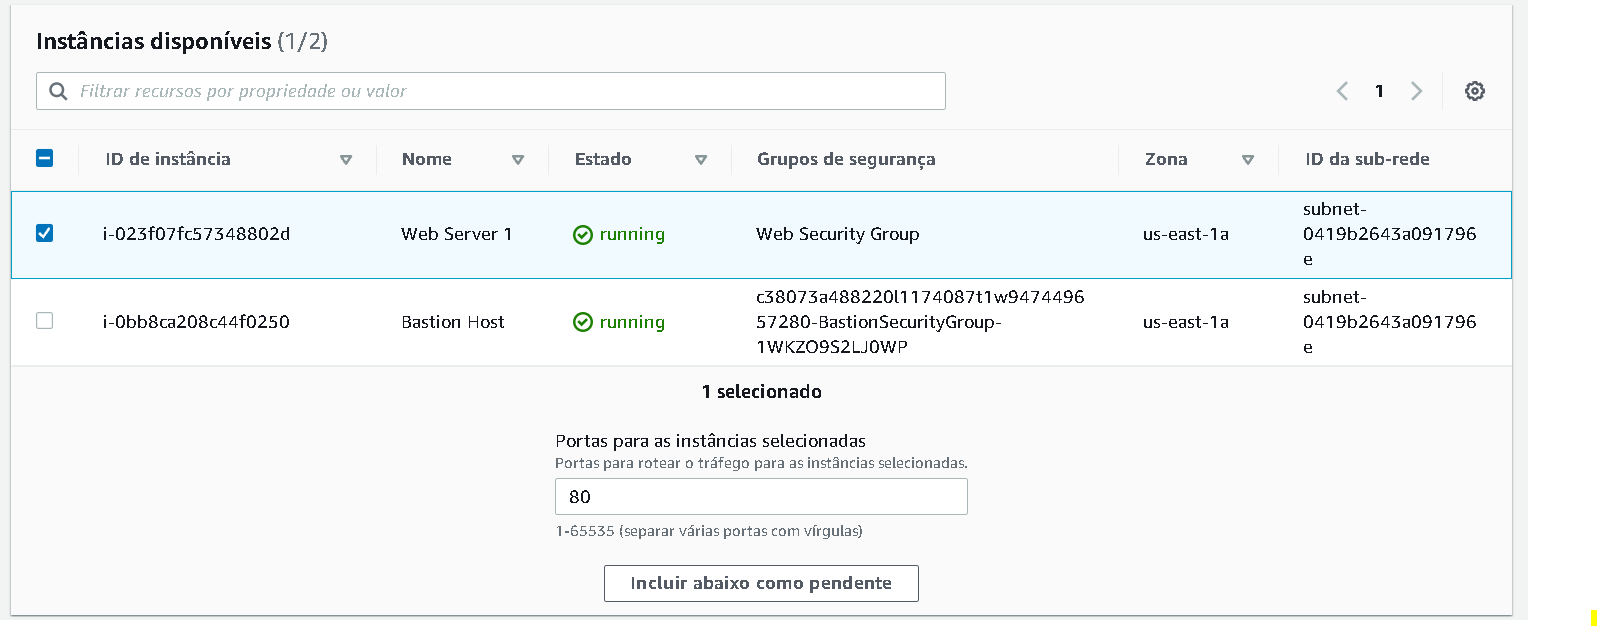 Instâncias disponíveis (1/2)
Filtrar recursos por propriedade ou valor
1
ID de instância
Nome
Estado
Grupos de segurança
Zona
ID da sub-rede
i-023f07fc57348802d
Web Server 1
running
Web Security Group
us-east-1a
subnet-
0419b2643a091796
e
i-0bb8ca208c44f0250
Bastion Host
running
c38073a488220l1174087t1w9474496
57280-BastionSecurityGroup-
1WKZO9S2LJ0WP
us-east-1a
subnet-
0419b2643a091796
e
1 selecionado
Portas para as instâncias selecionadas
Portas para rotear o tráfego para as instâncias selecionadas.
80
1-65535 (separar várias portas com vírgulas)
Incluir abaixo como pendente